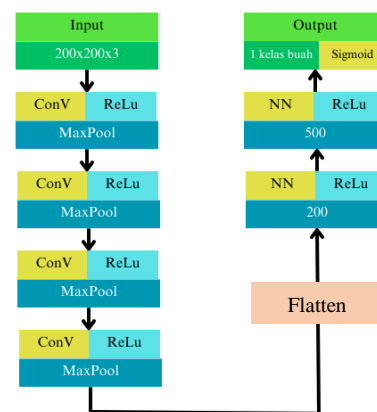 Input
200x200x3
ConV ReLu
MaxPool
ConV ReLu
MaxPool
ConV ReLu
MaxPool
ConV ReLu
MaxPool
Flatten
NN ReLu
200
NN ReLu
500
Output
1 kelas buah Sigmoid